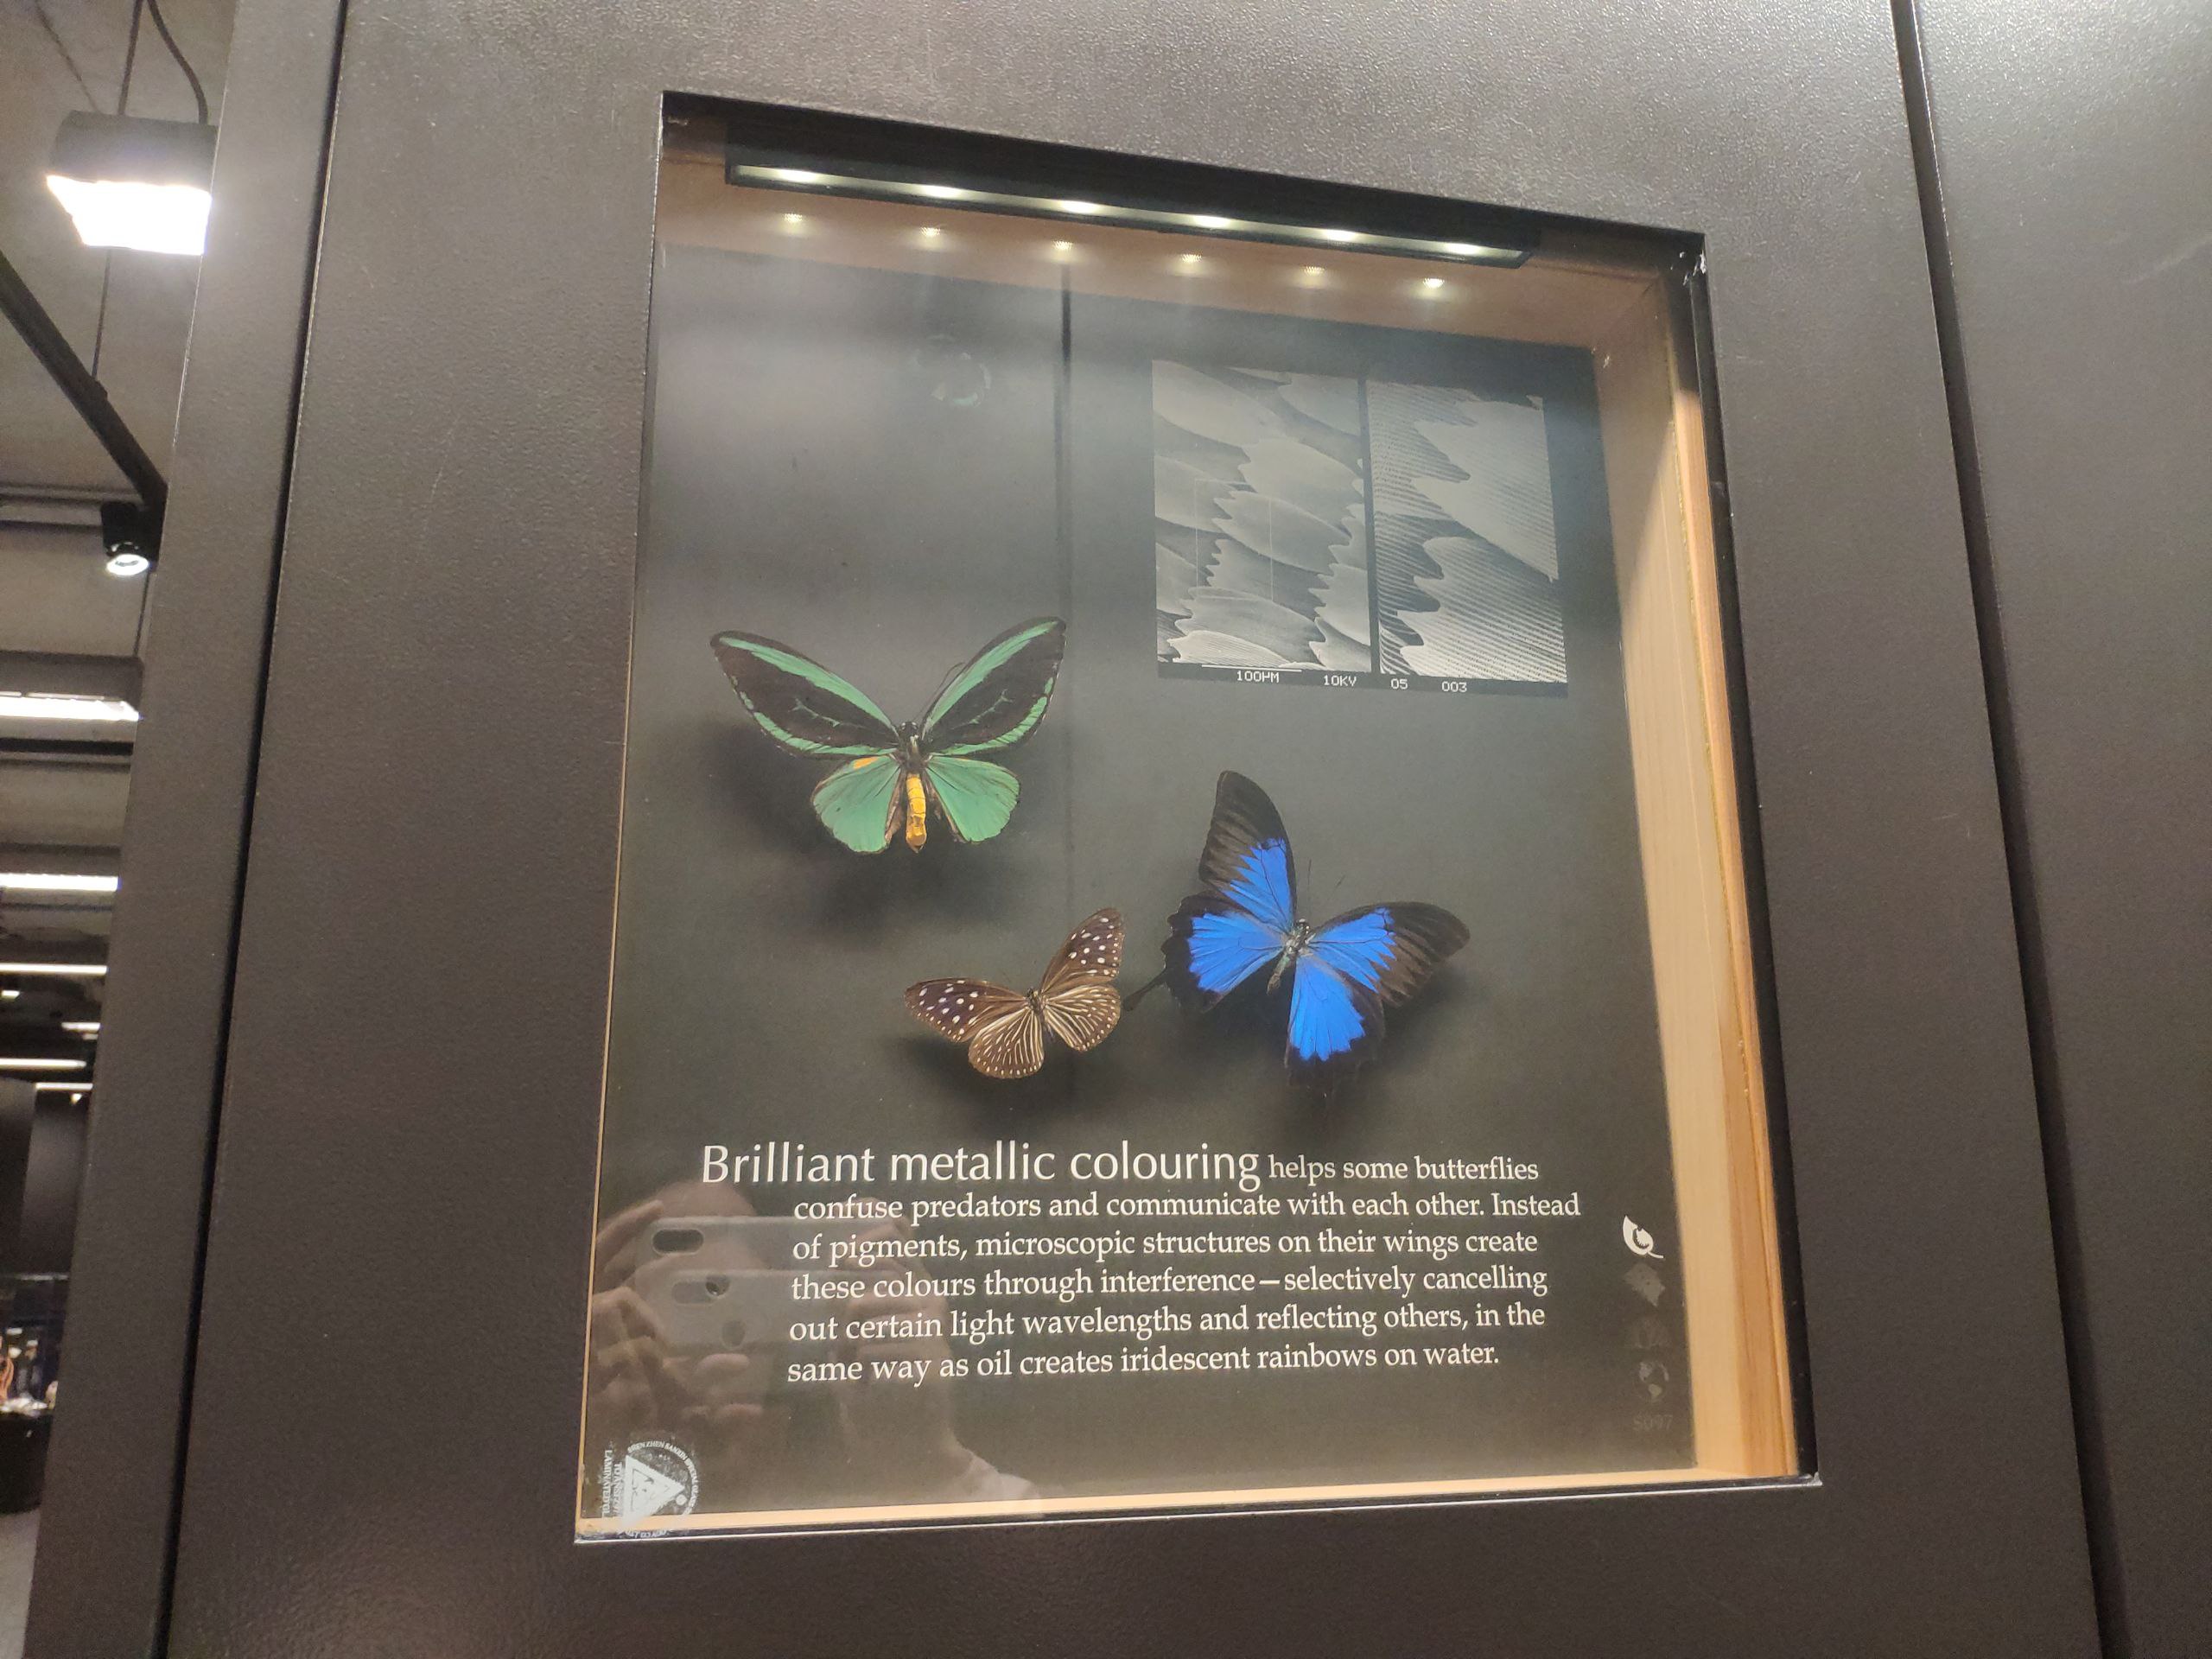 100µM 10KV 05 003
Brilliant metallic colouring helps some butterflies
confuse predators and communicate with each other. Instead
of pigments, microscopic structures on their wings create
these colours through interference—selectively cancelling
out certain light wavelengths and reflecting others, in the
same way as oil creates iridescent rainbows on water.
S097